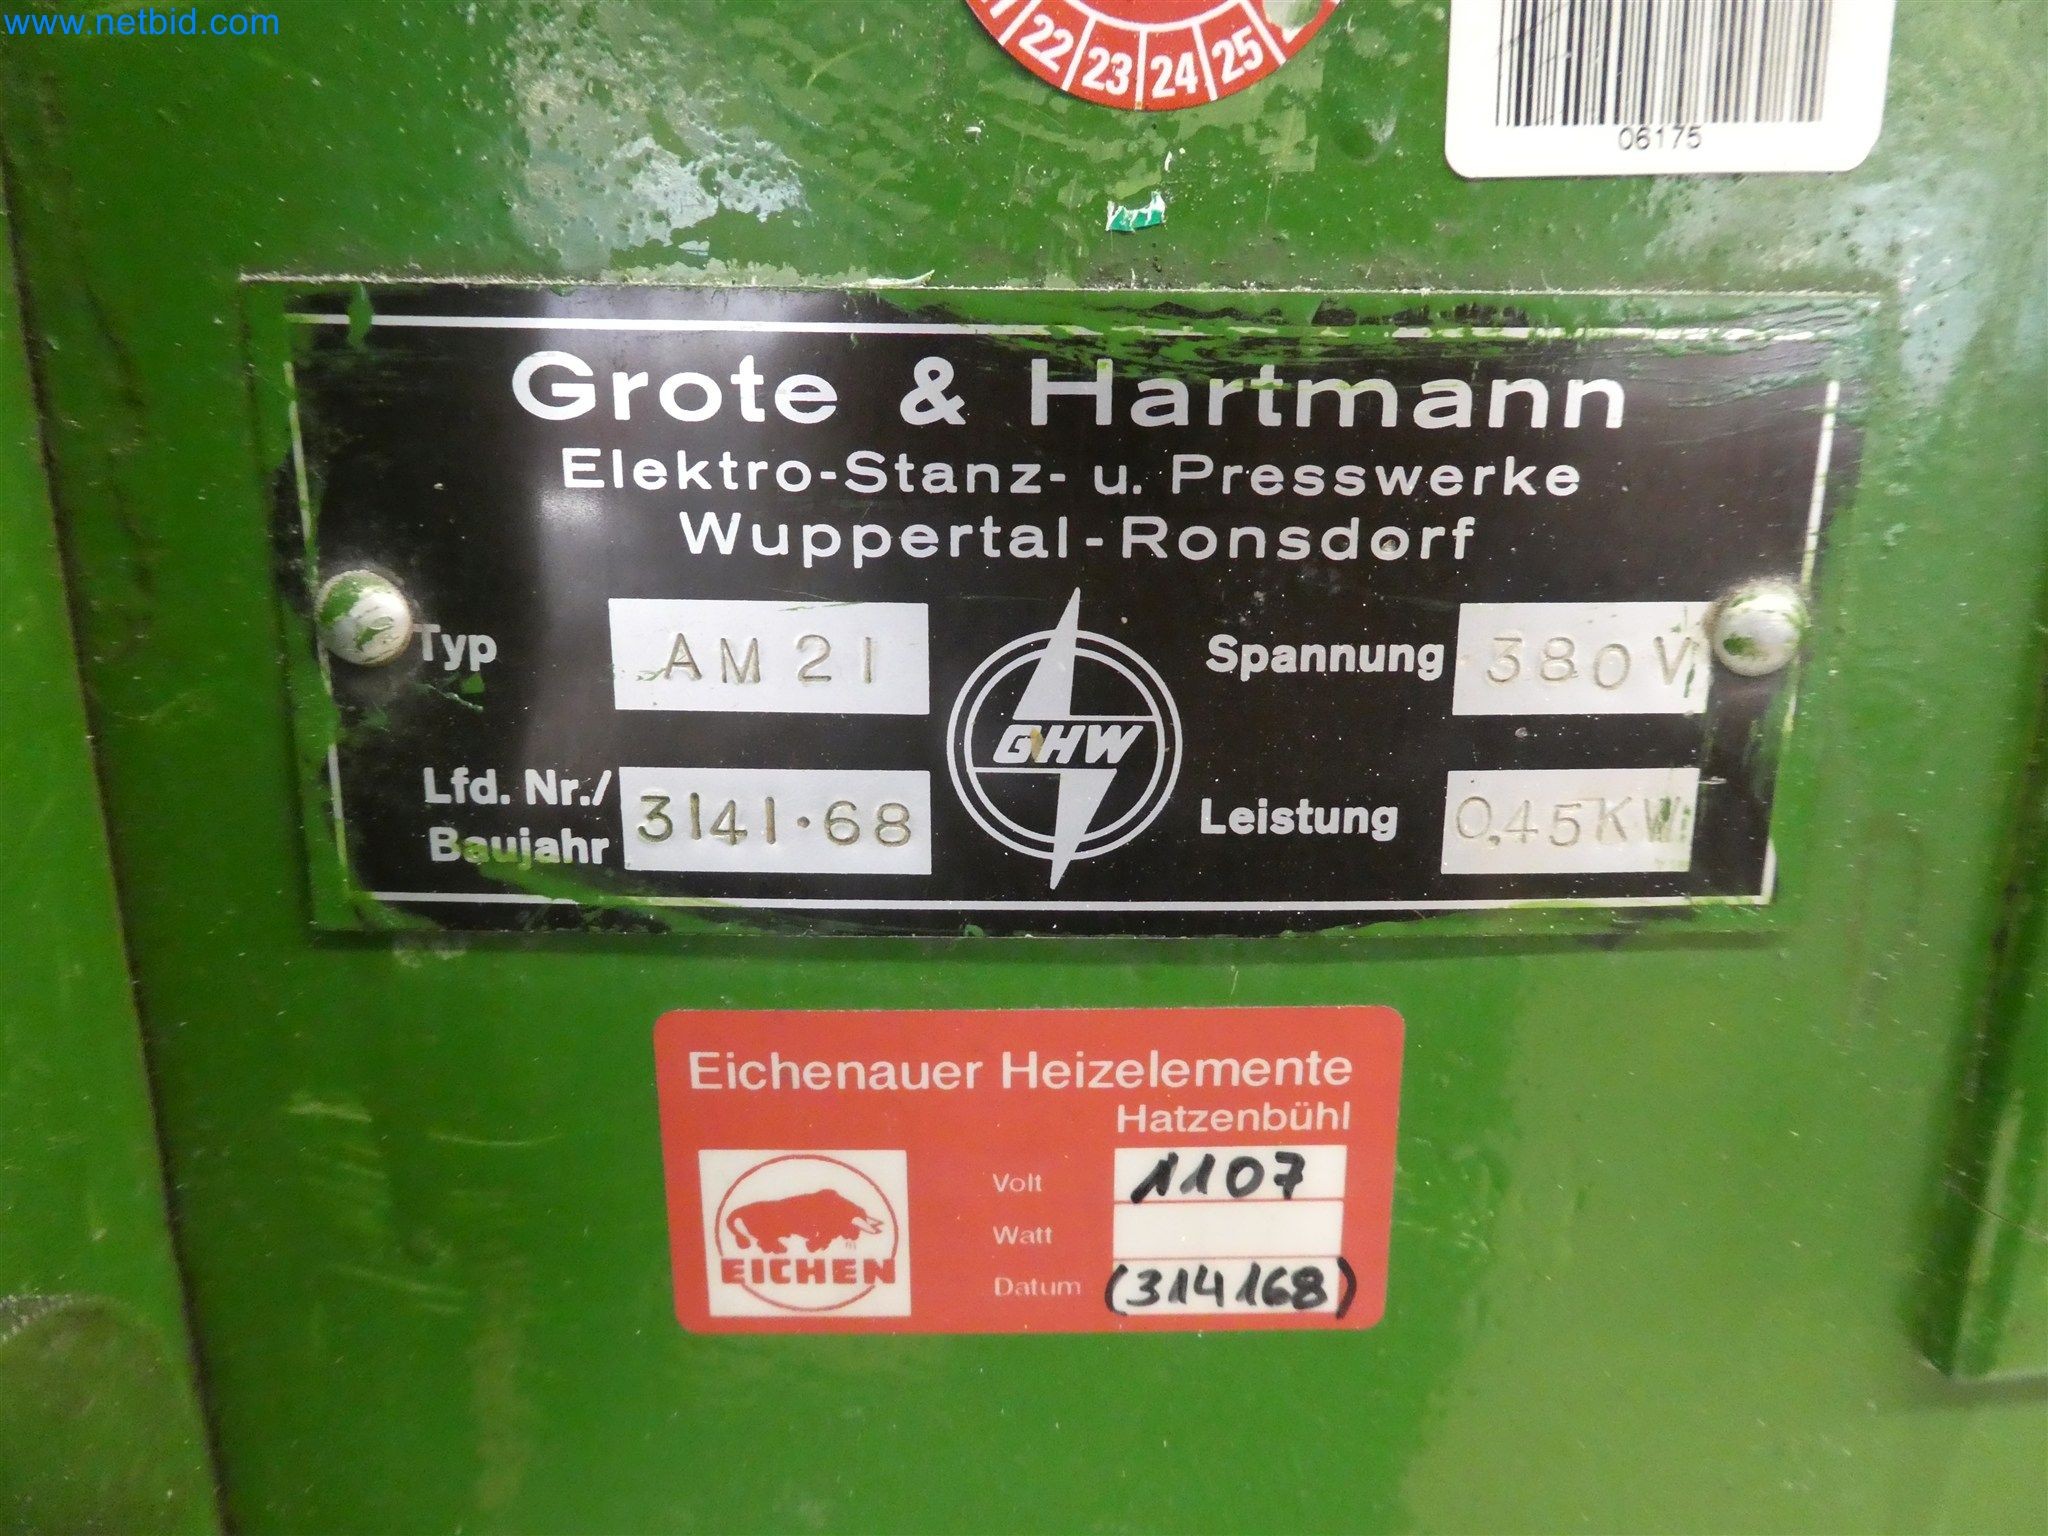 www.netbid.com
22 23 24 25
06175
Grote & Hartmann
Elektro-Stanz- u. Presswerke
Wuppertal-Ronsdorf
Typ AM 21
Spannung 380 V
GHW
Lfd. Nr./
Baujahr 3141·68
Leistung 0,45 KW
Eichenauer Heizelemente
Hatzenbühl
Volt 1107
Watt
Datum (314168)
EICHEN